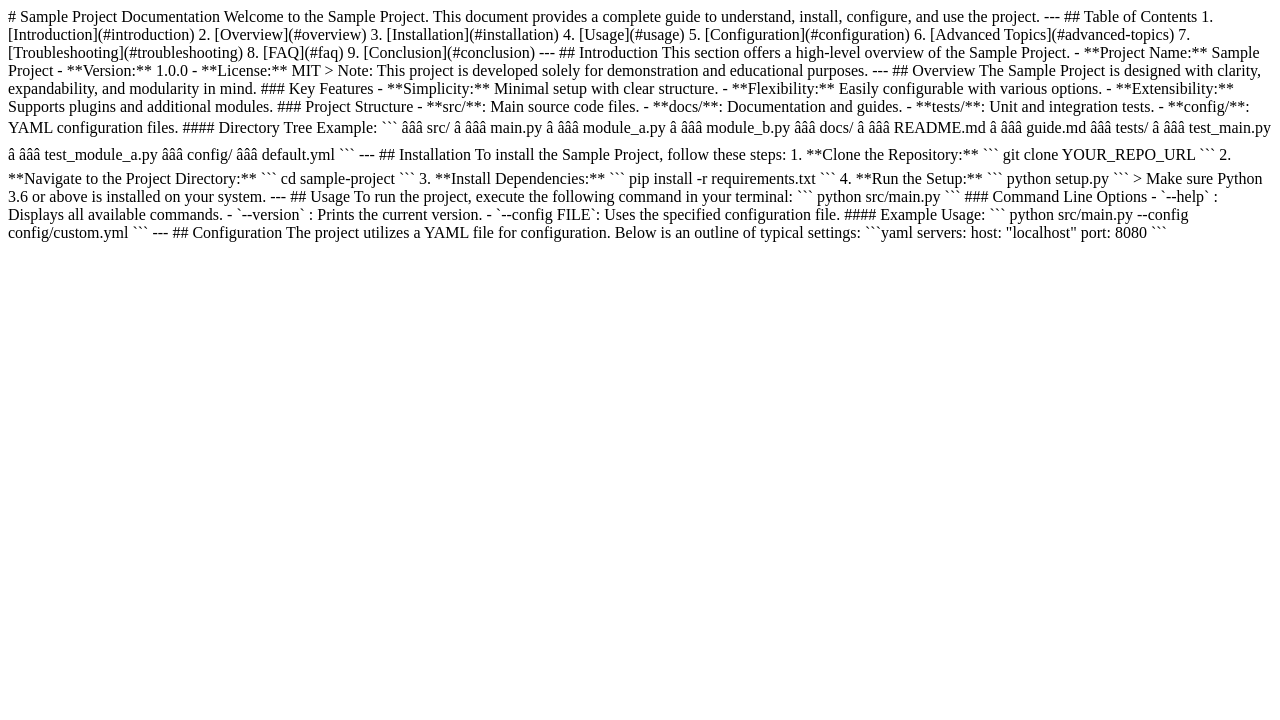 # Sample Project Documentation Welcome to the Sample Project. This document provides a complete guide to understand, install, configure, and use the project. --- ## Table of Contents 1.
[Introduction](#introduction) 2. [Overview](#overview) 3. [Installation](#installation) 4. [Usage](#usage) 5. [Configuration](#configuration) 6. [Advanced Topics](#advanced-topics) 7.
[Troubleshooting](#troubleshooting) 8. [FAQ](#faq) 9. [Conclusion](#conclusion) --- ## Introduction This section offers a high-level overview of the Sample Project. - **Project Name:** Sample
Project - **Version:** 1.0.0 - **License:** MIT > Note: This project is developed solely for demonstration and educational purposes. --- ## Overview The Sample Project is designed with clarity,
expandability, and modularity in mind. ### Key Features - **Simplicity:** Minimal setup with clear structure. - **Flexibility:** Easily configurable with various options. - **Extensibility:**
Supports plugins and additional modules. ### Project Structure - **src/**: Main source code files. - **docs/**: Documentation and guides. - **tests/**: Unit and integration tests. - **config/**:
YAML configuration files. #### Directory Tree Example: ``` âââ src/ â âââ main.py â âââ module_a.py â âââ module_b.py âââ docs/ â âââ README.md â âââ guide.md âââ tests/ â âââ test_main.py
â âââ test_module_a.py âââ config/ âââ default.yml ``` --- ## Installation To install the Sample Project, follow these steps: 1. **Clone the Repository:** ``` git clone YOUR_REPO_URL ``` 2.
**Navigate to the Project Directory:** ``` cd sample-project ``` 3. **Install Dependencies:** ``` pip install -r requirements.txt ``` 4. **Run the Setup:** ``` python setup.py ``` > Make sure Python
3.6 or above is installed on your system. --- ## Usage To run the project, execute the following command in your terminal: ``` python src/main.py ``` ### Command Line Options - `--help` :
Displays all available commands. - `--version` : Prints the current version. - `--config FILE`: Uses the specified configuration file. #### Example Usage: ``` python src/main.py --config
config/custom.yml ``` --- ## Configuration The project utilizes a YAML file for configuration. Below is an outline of typical settings: ```yaml servers: host: "localhost" port: 8080 ```